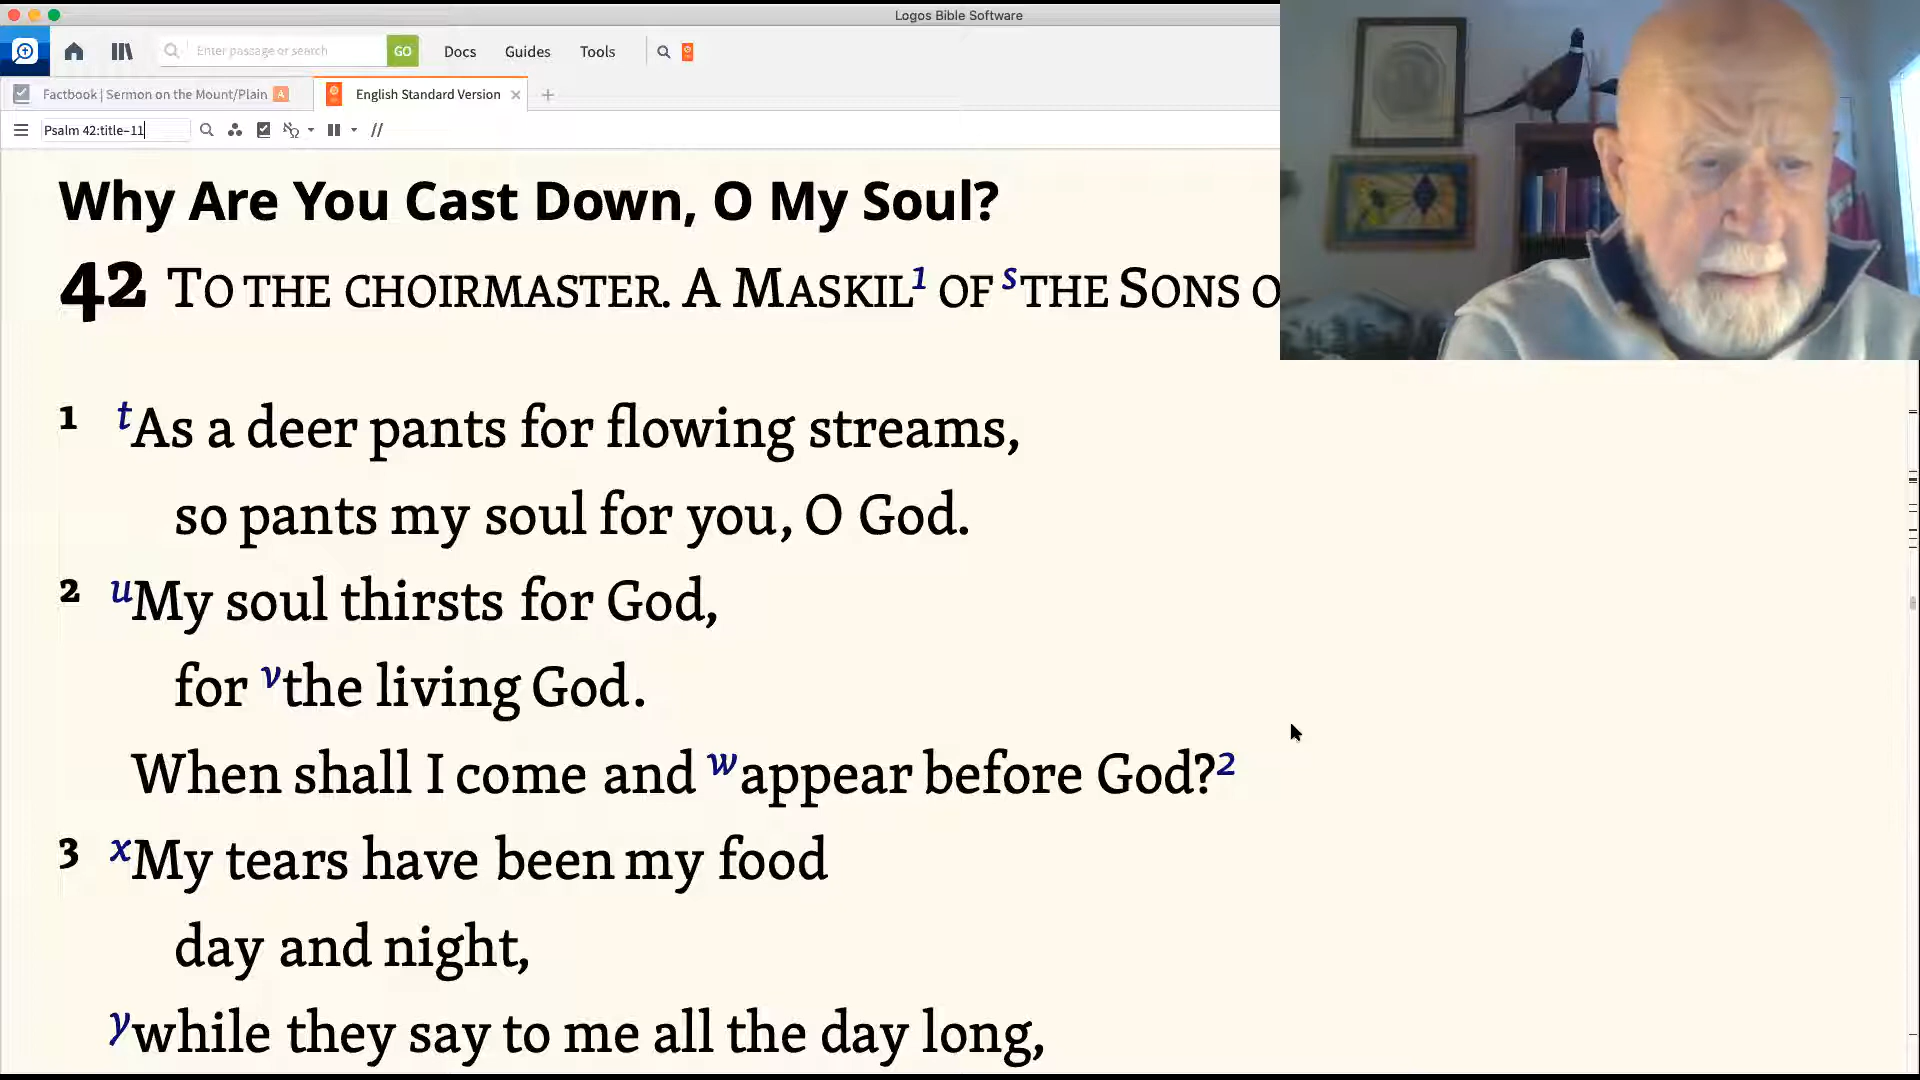 Logos Bible Software
Enter passage or search GO Docs Guides Tools
Factbook | Sermon on the Mount/Plain A English Standard Version
Psalm 42:title–11
Why Are You Cast Down, O My Soul?
42 TO THE CHOIRMASTER. A MASKIL1 OF sTHE SONS O
1 tAs a deer pants for flowing streams,
so pants my soul for you, O God.
2 uMy soul thirsts for God,
for vthe living God.
When shall I come and wappear before God?2
3 xMy tears have been my food
day and night,
ywhile they say to me all the day long,